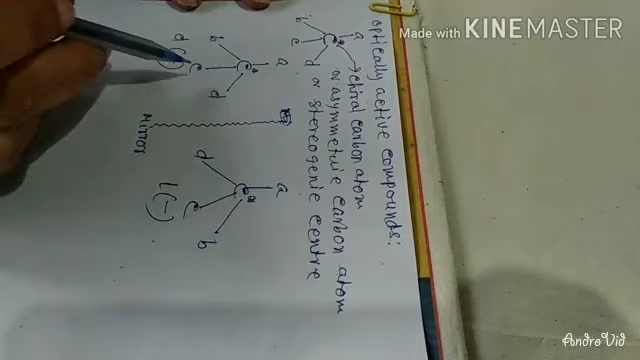 optically active compounds:
a
b
c
d
C*
chiral carbon atom
or asymmetric carbon atom
or stereogenic centre
a
b
C*
c
d
d
Mirror
a
d
C*
c
b
l (-)
Made with KINEMASTER
AndroVid